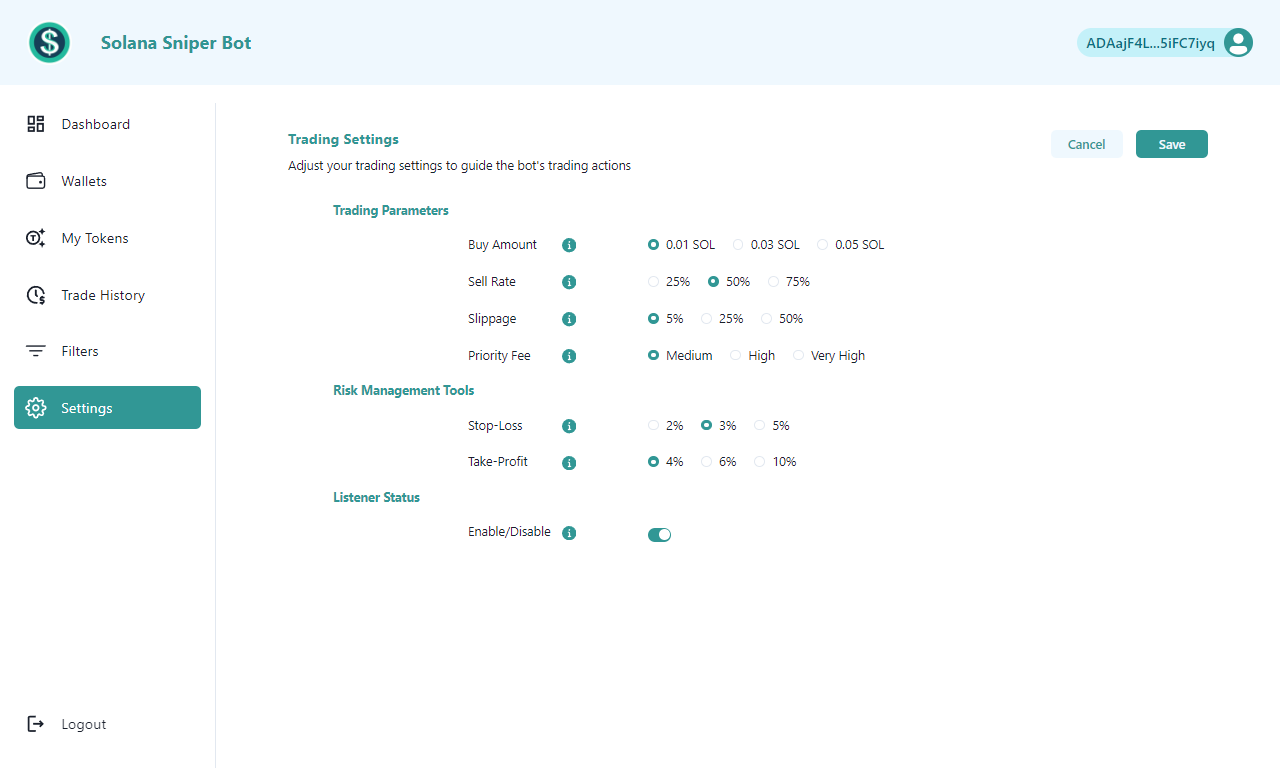 Solana Sniper Bot
ADAajF4L...5iFC7iyq
Dashboard
Wallets
My Tokens
Trade History
Filters
Settings
Logout
Trading Settings
Cancel
Save
Adjust your trading settings to guide the bot's trading actions
Trading Parameters
Buy Amount 0.01 SOL 0.03 SOL 0.05 SOL
Sell Rate 25% 50% 75%
Slippage 5% 25% 50%
Priority Fee Medium High Very High
Risk Management Tools
Stop-Loss 2% 3% 5%
Take-Profit 4% 6% 10%
Listener Status
Enable/Disable